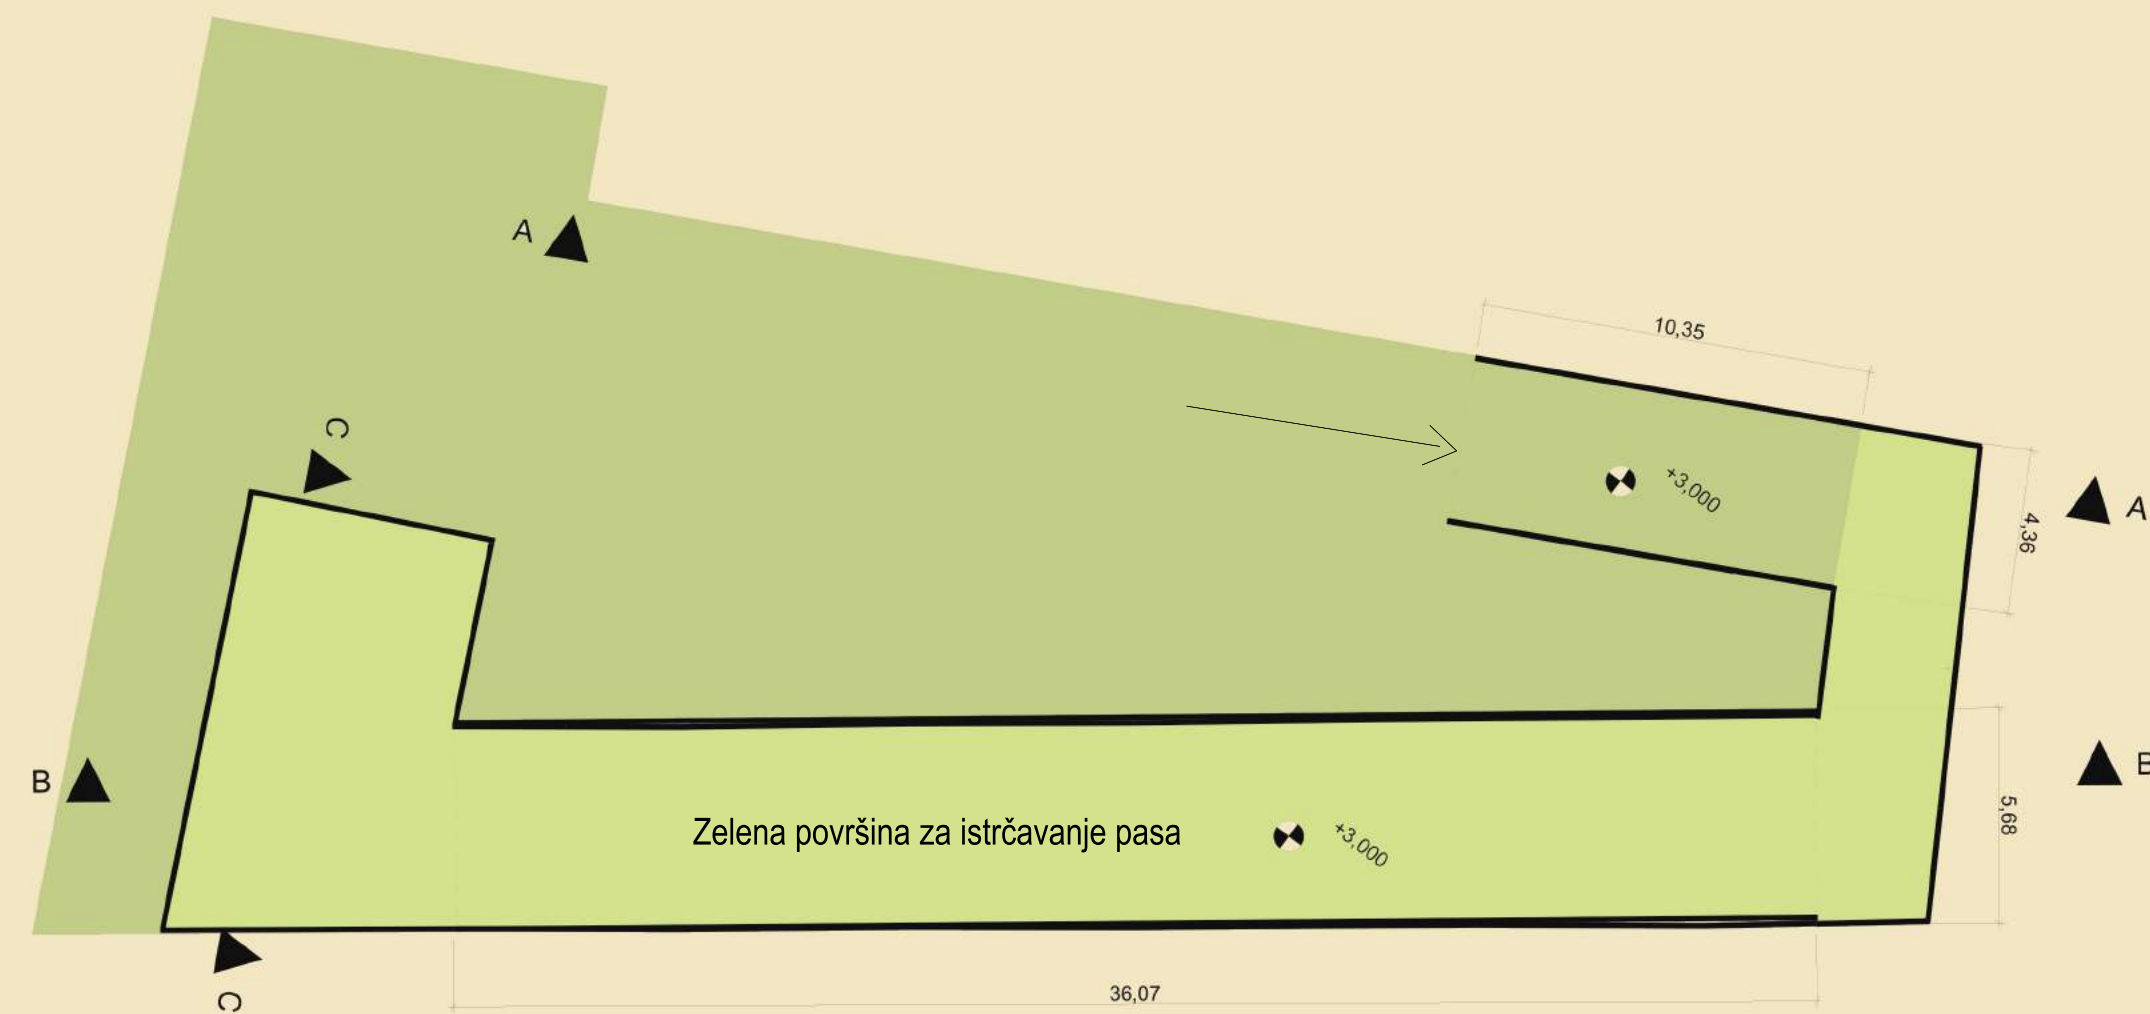 A
10,35
C
+3,000
A
4,36
B
B
5,68
Zelena površina za istrčavanje pasa
+3,000
36,07
C